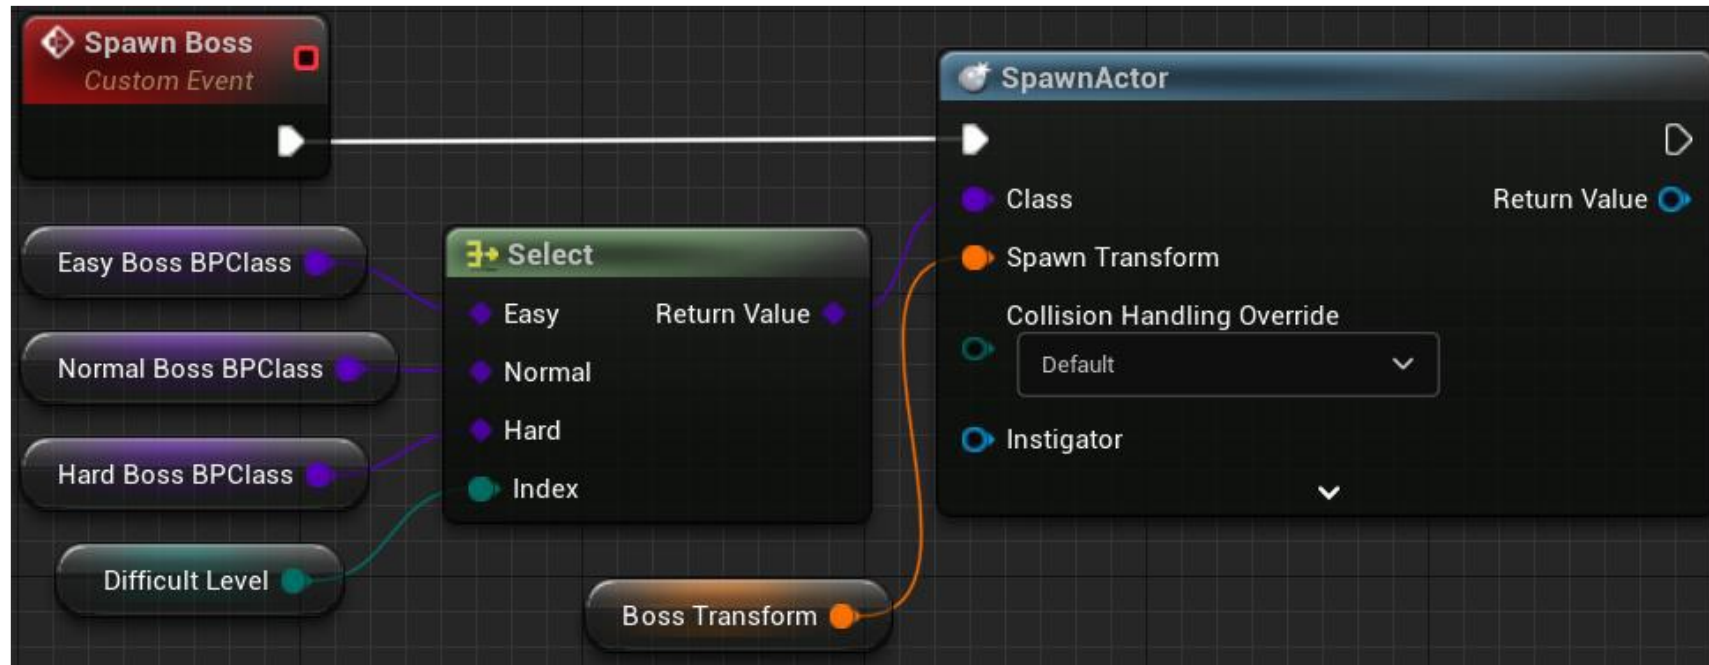 Spawn Boss
Custom Event
SpawnActor
Class
Return Value
Spawn Transform
Collision Handling Override
Default
Instigator
Easy Boss BPClass
Normal Boss BPClass
Hard Boss BPClass
Difficult Level
Select
Easy
Return Value
Normal
Hard
Index
Boss Transform